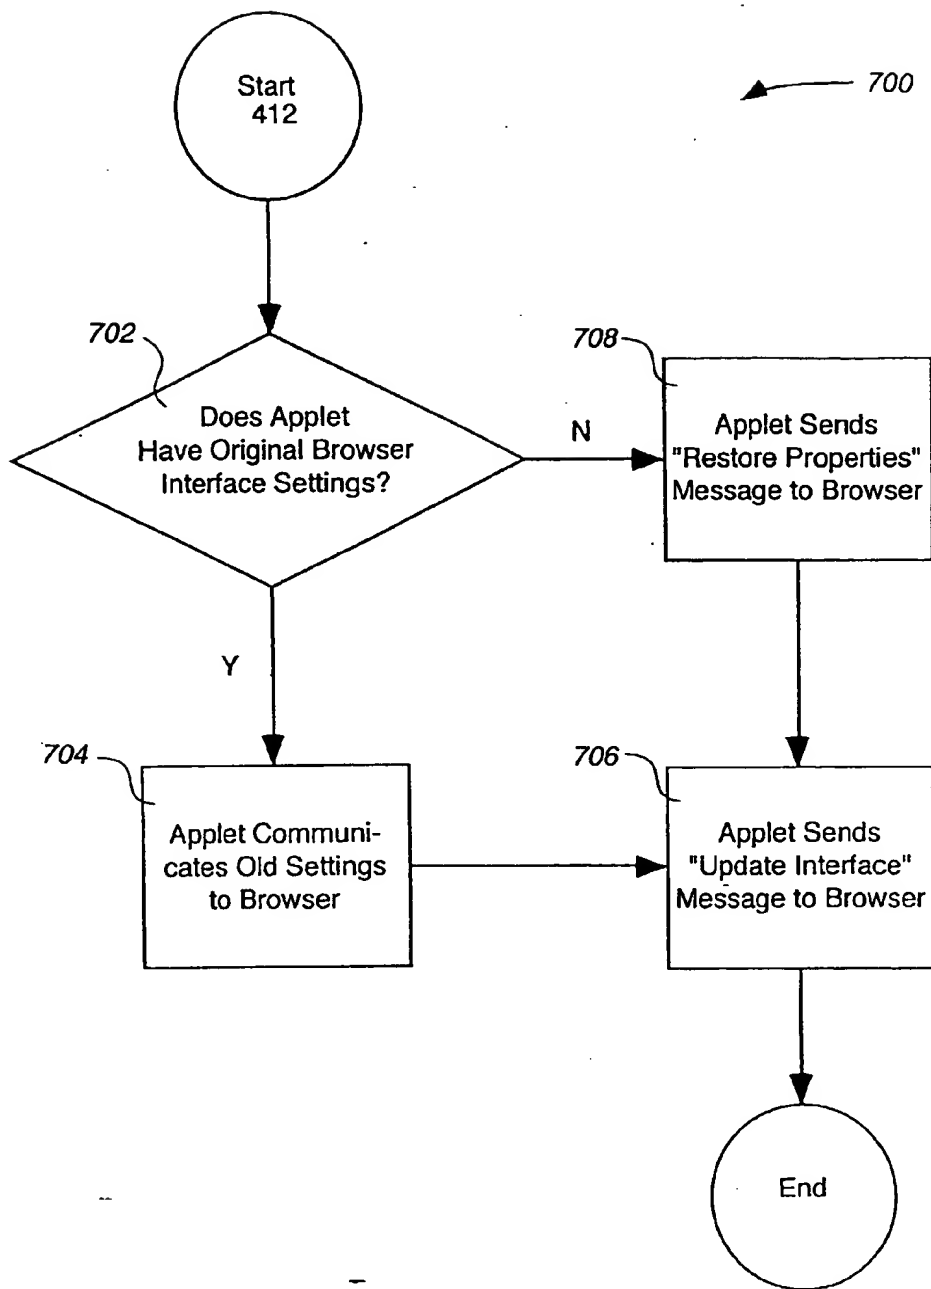 Start
412
700
702
Does Applet
Have Original Browser
Interface Settings?
N
708
Applet Sends
"Restore Properties"
Message to Browser
Y
704
Applet Communi-
cates Old Settings
to Browser
706
Applet Sends
"Update Interface"
Message to Browser
End